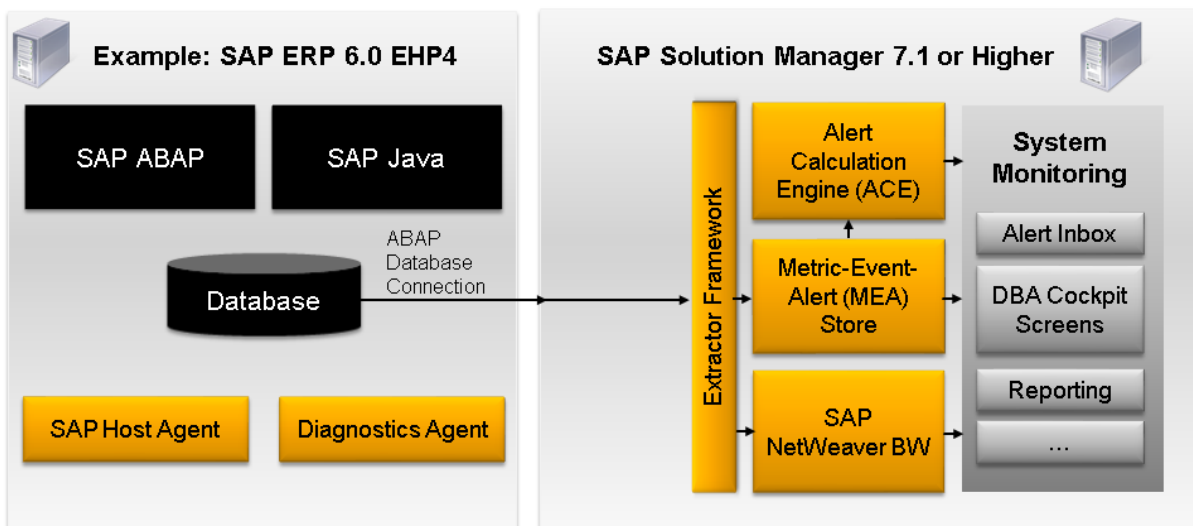 Example: SAP ERP 6.0 EHP4
SAP ABAP
SAP Java
ABAP
Database
Connection
Database
SAP Host Agent
Diagnostics Agent
SAP Solution Manager 7.1 or Higher
Extractor Framework
Alert
Calculation
Engine (ACE)
Metric-Event-
Alert (MEA)
Store
SAP
NetWeaver BW
System
Monitoring
Alert Inbox
DBA Cockpit
Screens
Reporting
...